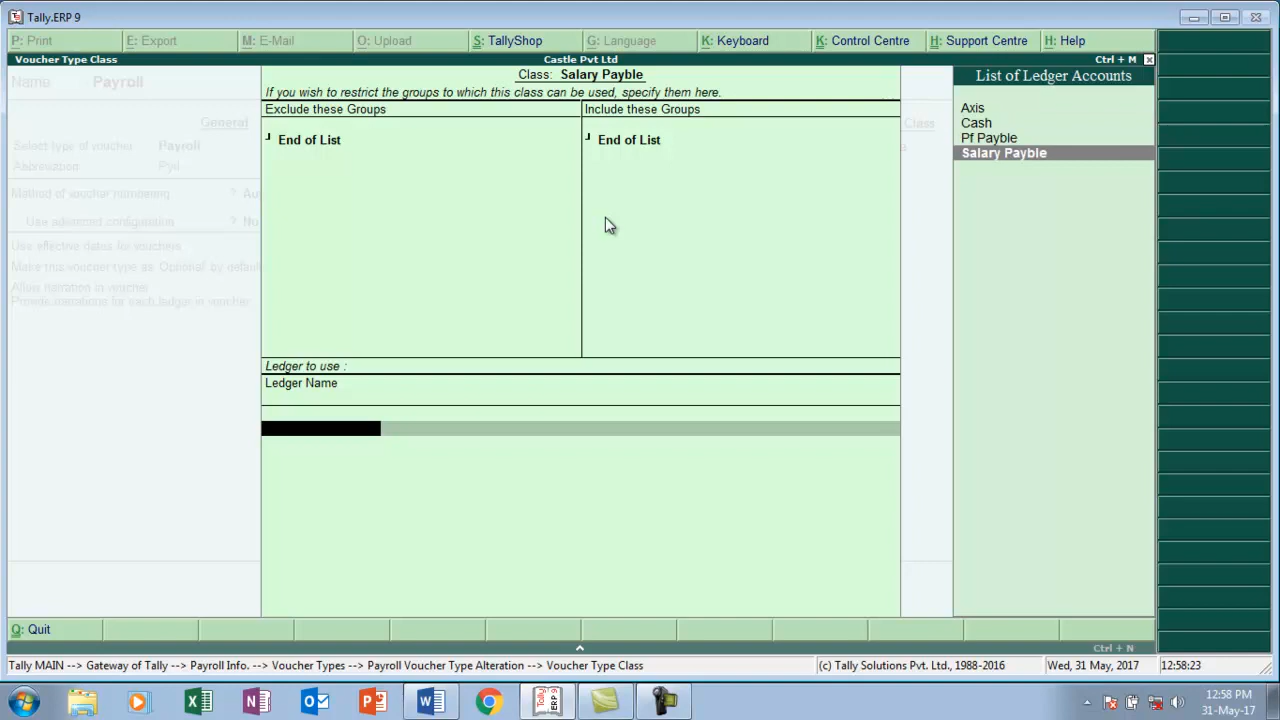 Tally.ERP 9
P: Print
E: Export
M: E-Mail
O: Upload
S: TallyShop
G: Language
K: Keyboard
K: Control Centre
H: Support Centre
H: Help
Voucher Type Class
Castle Pvt Ltd
Ctrl + M
Name Payroll
Class: Salary Payble
List of Ledger Accounts
If you wish to restrict the groups to which this class can be used, specify them here.
Exclude these Groups
Include these Groups
Axis
Cash
Pf Payble
Salary Payble
General
Class
End of List
End of List
Select type of voucher Payroll
Abbreviation Pyrl
Method of voucher numbering ? Au
Use advanced configuration ? No
Use effective dates for vouchers
Make this voucher type as 'Optional' by default
Allow narration in voucher
Provide narrations for each ledger in voucher
Ledger to use :
Ledger Name
Q: Quit
Ctrl + N
Tally MAIN --> Gateway of Tally --> Payroll Info. --> Voucher Types --> Payroll Voucher Type Alteration --> Voucher Type Class
(c) Tally Solutions Pvt. Ltd., 1988-2016
Wed, 31 May, 2017
12:58:23
12:58 PM
31-May-17